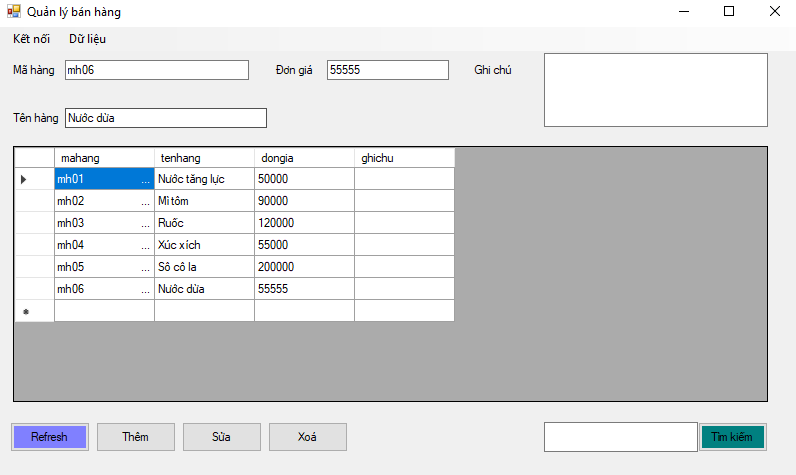 Quản lý bán hàng
Kết nối Dữ liệu
Mã hàng mh06 Đơn giá 55555 Ghi chú
Tên hàng Nước dừa
mahang tenhang dongia ghichu
mh01 ... Nước tăng lực 50000
mh02 ... Mì tôm 90000
mh03 ... Ruốc 120000
mh04 ... Xúc xích 55000
mh05 ... Sô cô la 200000
mh06 ... Nước dừa 55555
Refresh Thêm Sửa Xoá Tìm kiếm